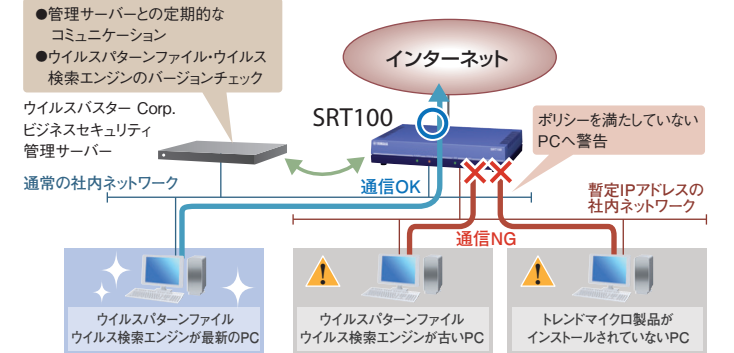 ●管理サーバーとの定期的な
コミュニケーション
●ウイルスパターンファイル・ウイルス
検索エンジンのバージョンチェック
インターネット
ウイルスバスター Corp.
ビジネスセキュリティ
管理サーバー
SRT100
ポリシーを満たしていない
PCへ警告
通常の社内ネットワーク
通信OK
暫定IPアドレスの
社内ネットワーク
通信NG
ウイルスパターンファイル
ウイルス検索エンジンが最新のPC
ウイルスパターンファイル
ウイルス検索エンジンが古いPC
トレンドマイクロ製品が
インストールされていないPC